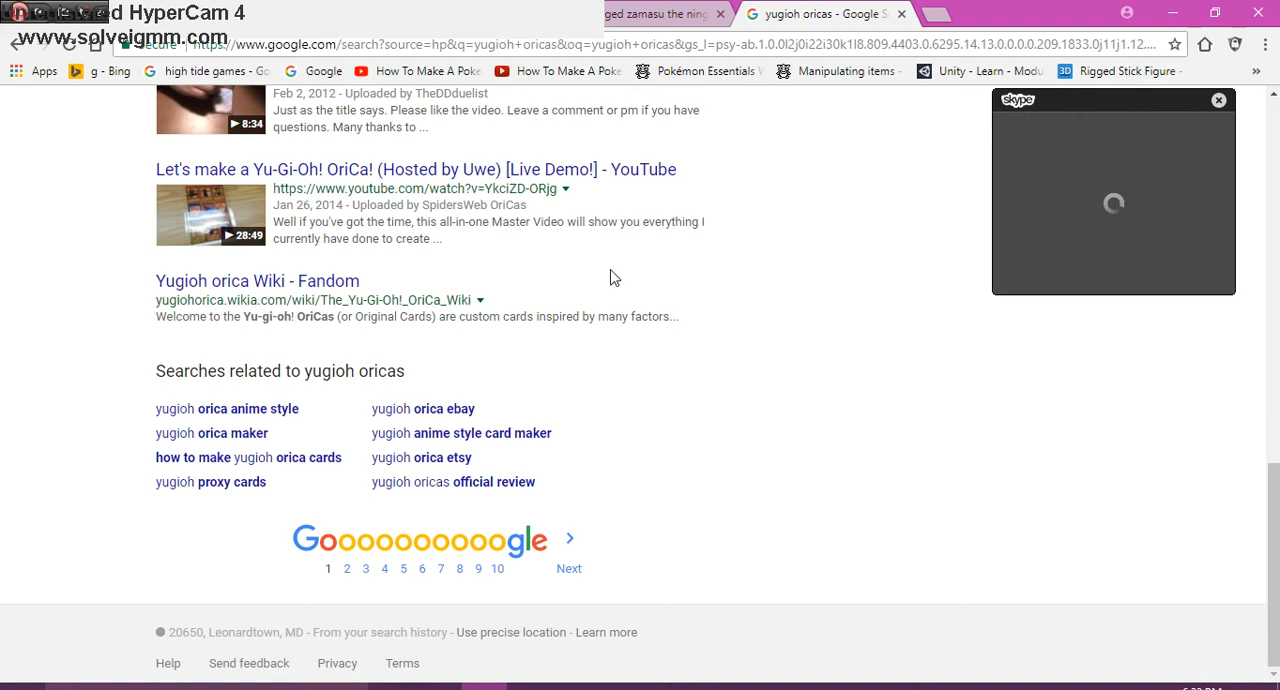 Unregistered HyperCam 4
www.solveigmm.com
ged zamasu the ning
yugioh oricas - Google S
Secure
https://www.google.com/search?source=hp&q=yugioh+oricas&oq=yugioh+oricas&gs_l=psy-ab.1.0.0l2j0i22i30k1l8.809.4403.0.6295.14.13.0.0.0.0.209.1833.0j11j1.12....
Apps
g - Bing
high tide games - Go
Google
How To Make A Poke
How To Make A Poke
Pokémon Essentials W
Manipulating items -
Unity - Learn - Modu
3D Rigged Stick Figure -
»
Feb 2, 2012 - Uploaded by TheDDduelist
Just as the title says. Please like the video. Leave a comment or pm if you have
questions. Many thanks to ...
8:34
skype
Let's make a Yu-Gi-Oh! OriCa! (Hosted by Uwe) [Live Demo!] - YouTube
https://www.youtube.com/watch?v=YkciZD-ORjg
Jan 26, 2014 - Uploaded by SpidersWeb OriCas
Well if you've got the time, this all-in-one Master Video will show you everything I
currently have done to create ...
28:49
Yugioh orica Wiki - Fandom
yugiohorica.wikia.com/wiki/The_Yu-Gi-Oh!_OriCa_Wiki
Welcome to the Yu-gi-oh! OriCas (or Original Cards) are custom cards inspired by many factors...
Searches related to yugioh oricas
yugioh orica anime style
yugioh orica ebay
yugioh orica maker
yugioh anime style card maker
how to make yugioh orica cards
yugioh orica etsy
yugioh proxy cards
yugioh oricas official review
Goooooooooogle
1 2 3 4 5 6 7 8 9 10 Next
20650, Leonardtown, MD - From your search history - Use precise location - Learn more
Help Send feedback Privacy Terms